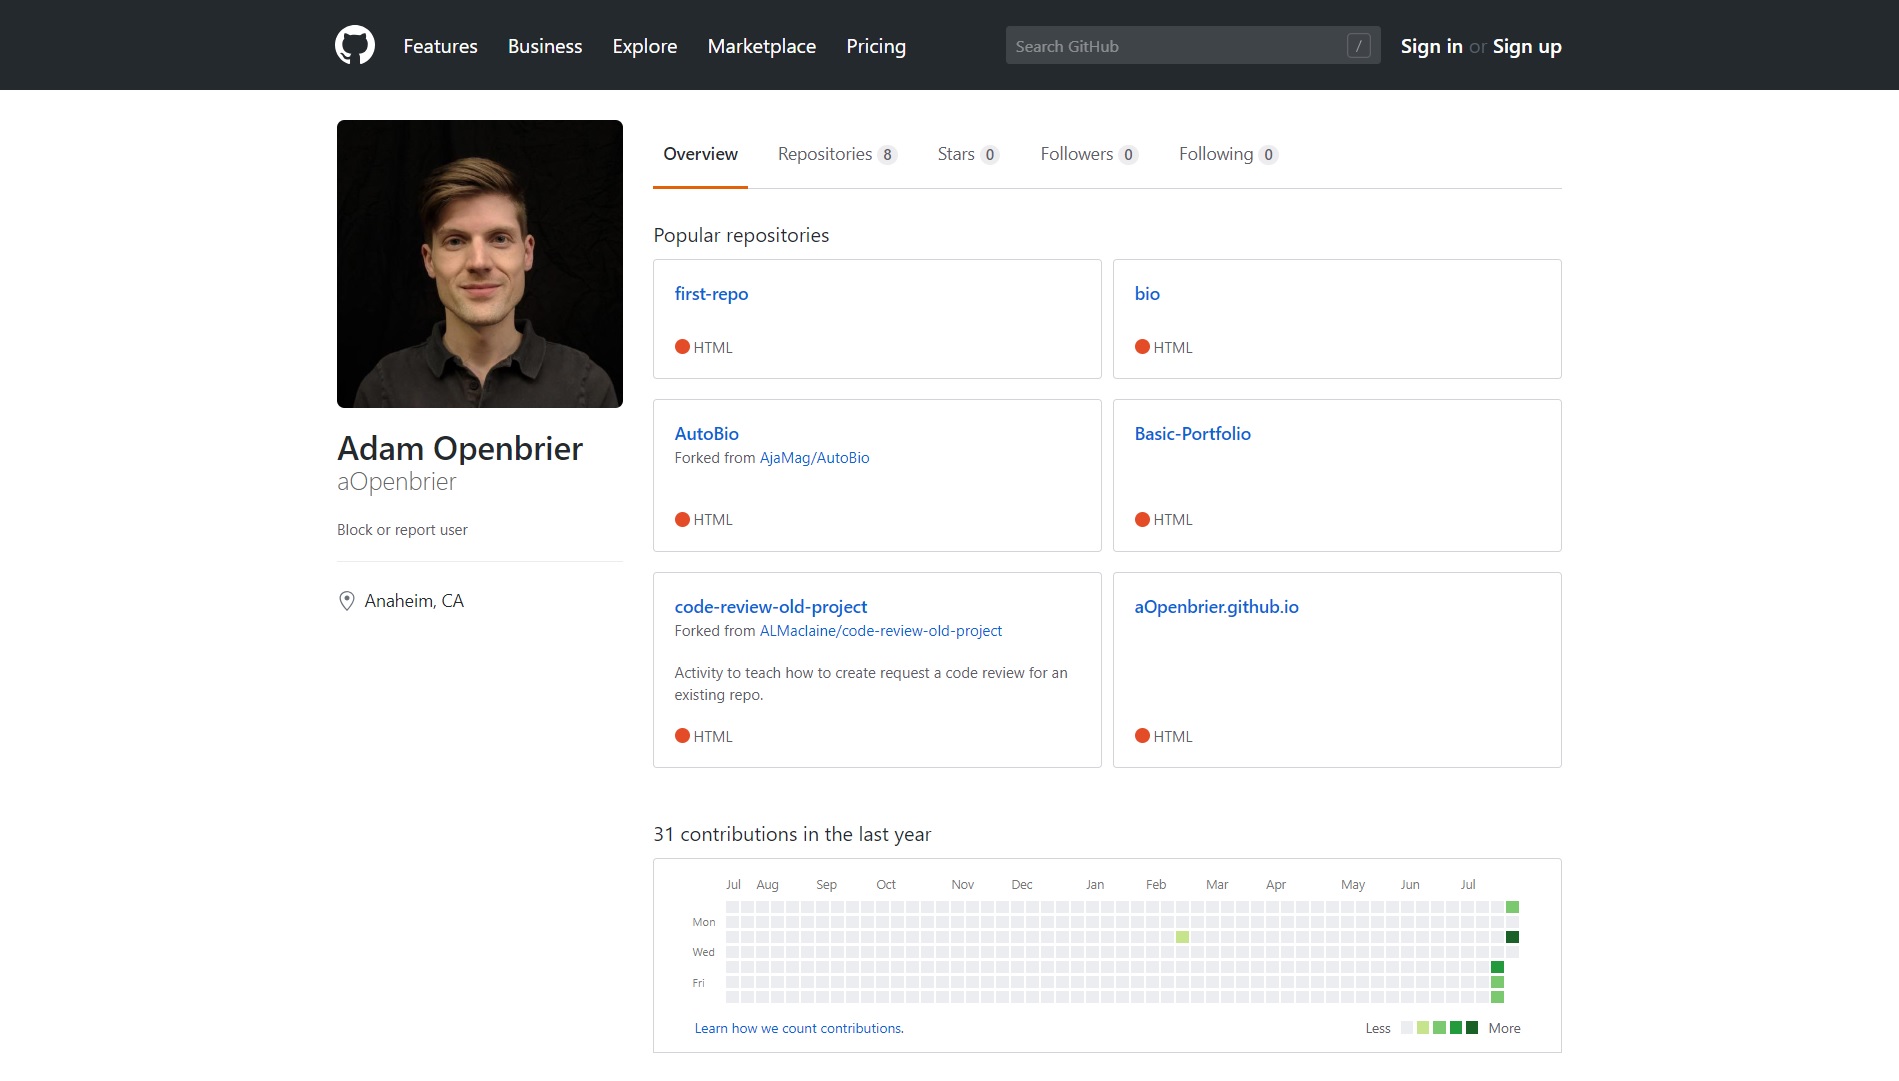 Features Business Explore Marketplace Pricing Search GitHub / Sign in or Sign up
Overview Repositories 8 Stars 0 Followers 0 Following 0
Adam Openbrier
aOpenbrier
Block or report user
Anaheim, CA
Popular repositories
first-repo
HTML
bio
HTML
AutoBio
Forked from AjaMag/AutoBio
HTML
Basic-Portfolio
HTML
code-review-old-project
Forked from ALMaclaine/code-review-old-project
Activity to teach how to create request a code review for an
existing repo.
HTML
aOpenbrier.github.io
HTML
31 contributions in the last year
Jul Aug Sep Oct Nov Dec Jan Feb Mar Apr May Jun Jul
Mon
Wed
Fri
Learn how we count contributions. Less More